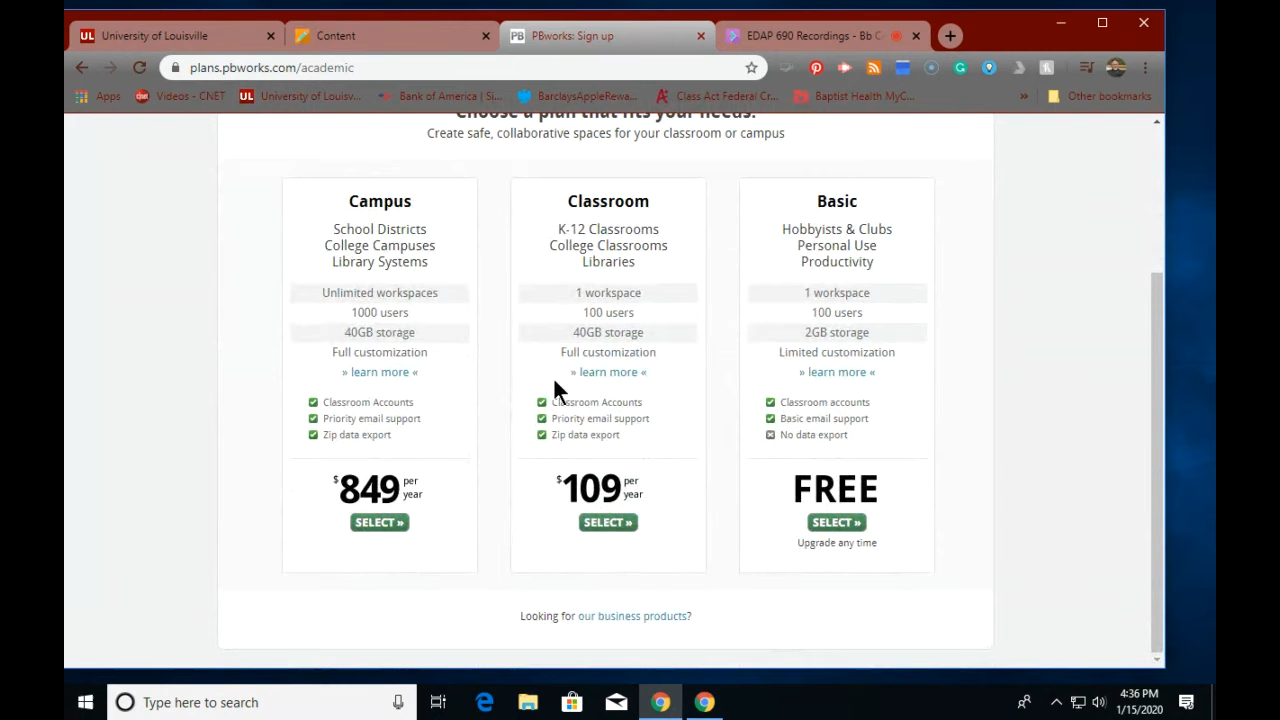 University of Louisville
Content
PB PBworks: Sign up
EDAP 690 Recordings - Bb C
plans.pbworks.com/academic
Apps
Videos - CNET
University of Louisv...
Bank of America | Si...
BarclaysAppleRewa...
Class Act Federal Cr...
Baptist Health MyC...
»
Other bookmarks
Choose a plan that fits your needs.
Create safe, collaborative spaces for your classroom or campus
Campus
School Districts
College Campuses
Library Systems
Unlimited workspaces
1000 users
40GB storage
Full customization
» learn more «
Classroom Accounts
Priority email support
Zip data export
$849 per year
SELECT »
Classroom
K-12 Classrooms
College Classrooms
Libraries
1 workspace
100 users
40GB storage
Full customization
» learn more «
Classroom Accounts
Priority email support
Zip data export
$109 per year
SELECT »
Basic
Hobbyists & Clubs
Personal Use
Productivity
1 workspace
100 users
2GB storage
Limited customization
» learn more «
Classroom accounts
Basic email support
No data export
FREE
SELECT »
Upgrade any time
Looking for our business products?
Type here to search
4:36 PM
1/15/2020